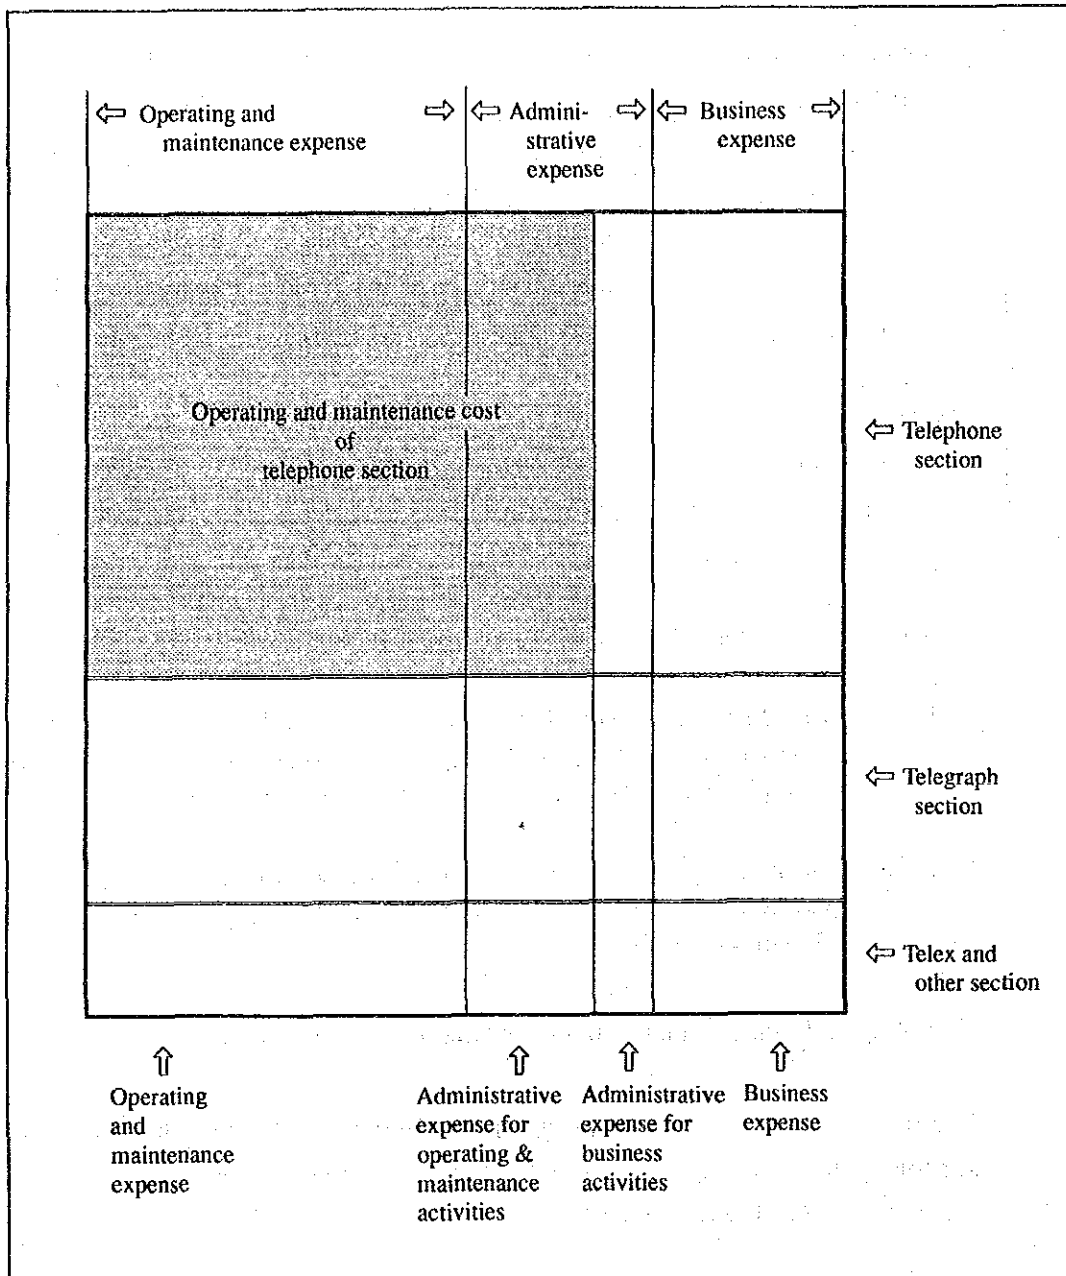 ⇦ Operating and ⇨
maintenance expense
⇦ Admini- ⇨
strative
expense
⇦ Business ⇨
expense
Operating and maintenance cost
of
telephone section
⇦ Telephone
section
⇦ Telegraph
section
⇦ Telex and
other section
⇧
Operating
and
maintenance
expense
⇧
Administrative
expense for
operating &
maintenance
activities
⇧
Administrative
expense for
business
activities
⇧
Business
expense